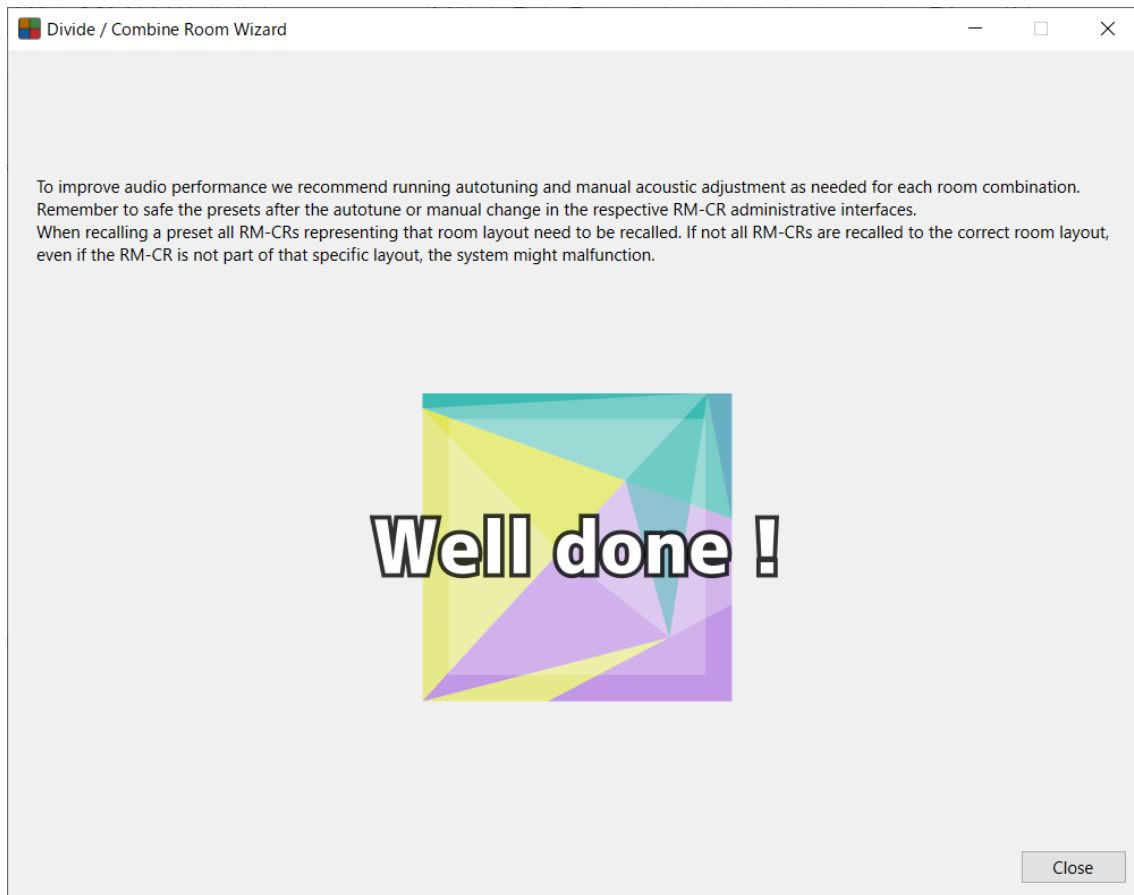 Divide / Combine Room Wizard
To improve audio performance we recommend running autotuning and manual acoustic adjustment as needed for each room combination.
Remember to safe the presets after the autotune or manual change in the respective RM-CR administrative interfaces.
When recalling a preset all RM-CRs representing that room layout need to be recalled. If not all RM-CRs are recalled to the correct room layout,
even if the RM-CR is not part of that specific layout, the system might malfunction.
Well done !
Close